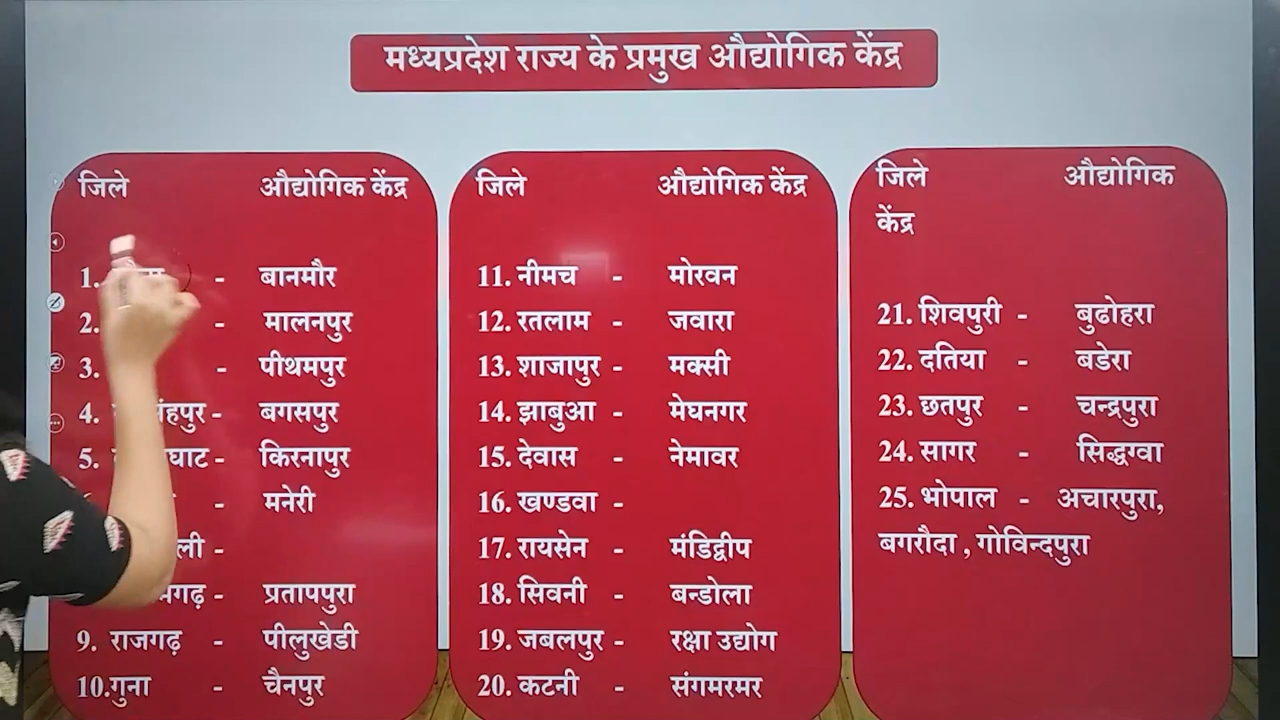 मध्यप्रदेश राज्य के प्रमुख औद्योगिक केंद्र
जिले औद्योगिक केंद्र
1. - बानमौर
2. - मालनपुर
3. - पीथमपुर
4. - बगसपुर
5. - किरनापुर
- मनेरी
-
- प्रतापपुरा
9. राजगढ़ - पीलुखेडी
10.गुना - चैनपुर
जिले औद्योगिक केंद्र
11. नीमच - मोरवन
12. रतलाम - जवारा
13. शाजापुर - मक्सी
14. झाबुआ - मेघनगर
15. देवास - नेमावर
16. खण्डवा -
17. रायसेन - मंडिद्वीप
18. सिवनी - बन्डोला
19. जबलपुर - रक्षा उद्योग
20. कटनी - संगमरमर
जिले औद्योगिक
केंद्र
21. शिवपुरी - बुढोहरा
22. दतिया - बडेरा
23. छतपुर - चन्द्रपुरा
24. सागर - सिद्धग्वा
25. भोपाल - अचारपुरा,
बगरौदा , गोविन्दपुरा